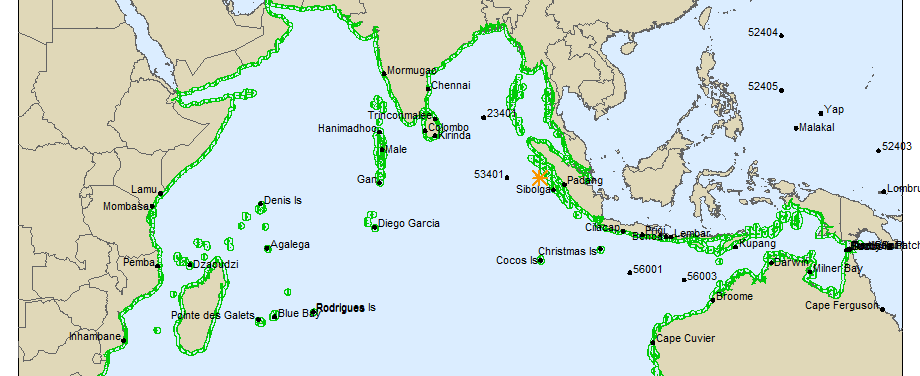 52404
Mormugao
Chennai
52405
Trincomalee
23401
Yap
Hanimadhoo
Colombo
Malakal
Kirinda
Male
52403
53401
Gan
Padang
Lamu
Sibolga
Denis Is
Mombasa
Diego Garcia
Cilacap
Prigi
Lembar
Agalega
Christmas Is
Kupang
Pemba
Dzaoudzi
Cocos Is
Darwin
56001
Milner Bay
56003
Broome
Pointe des Galets
Blue Bay
Rodrigues Is
Cape Ferguson
Inhambane
Cape Cuvier